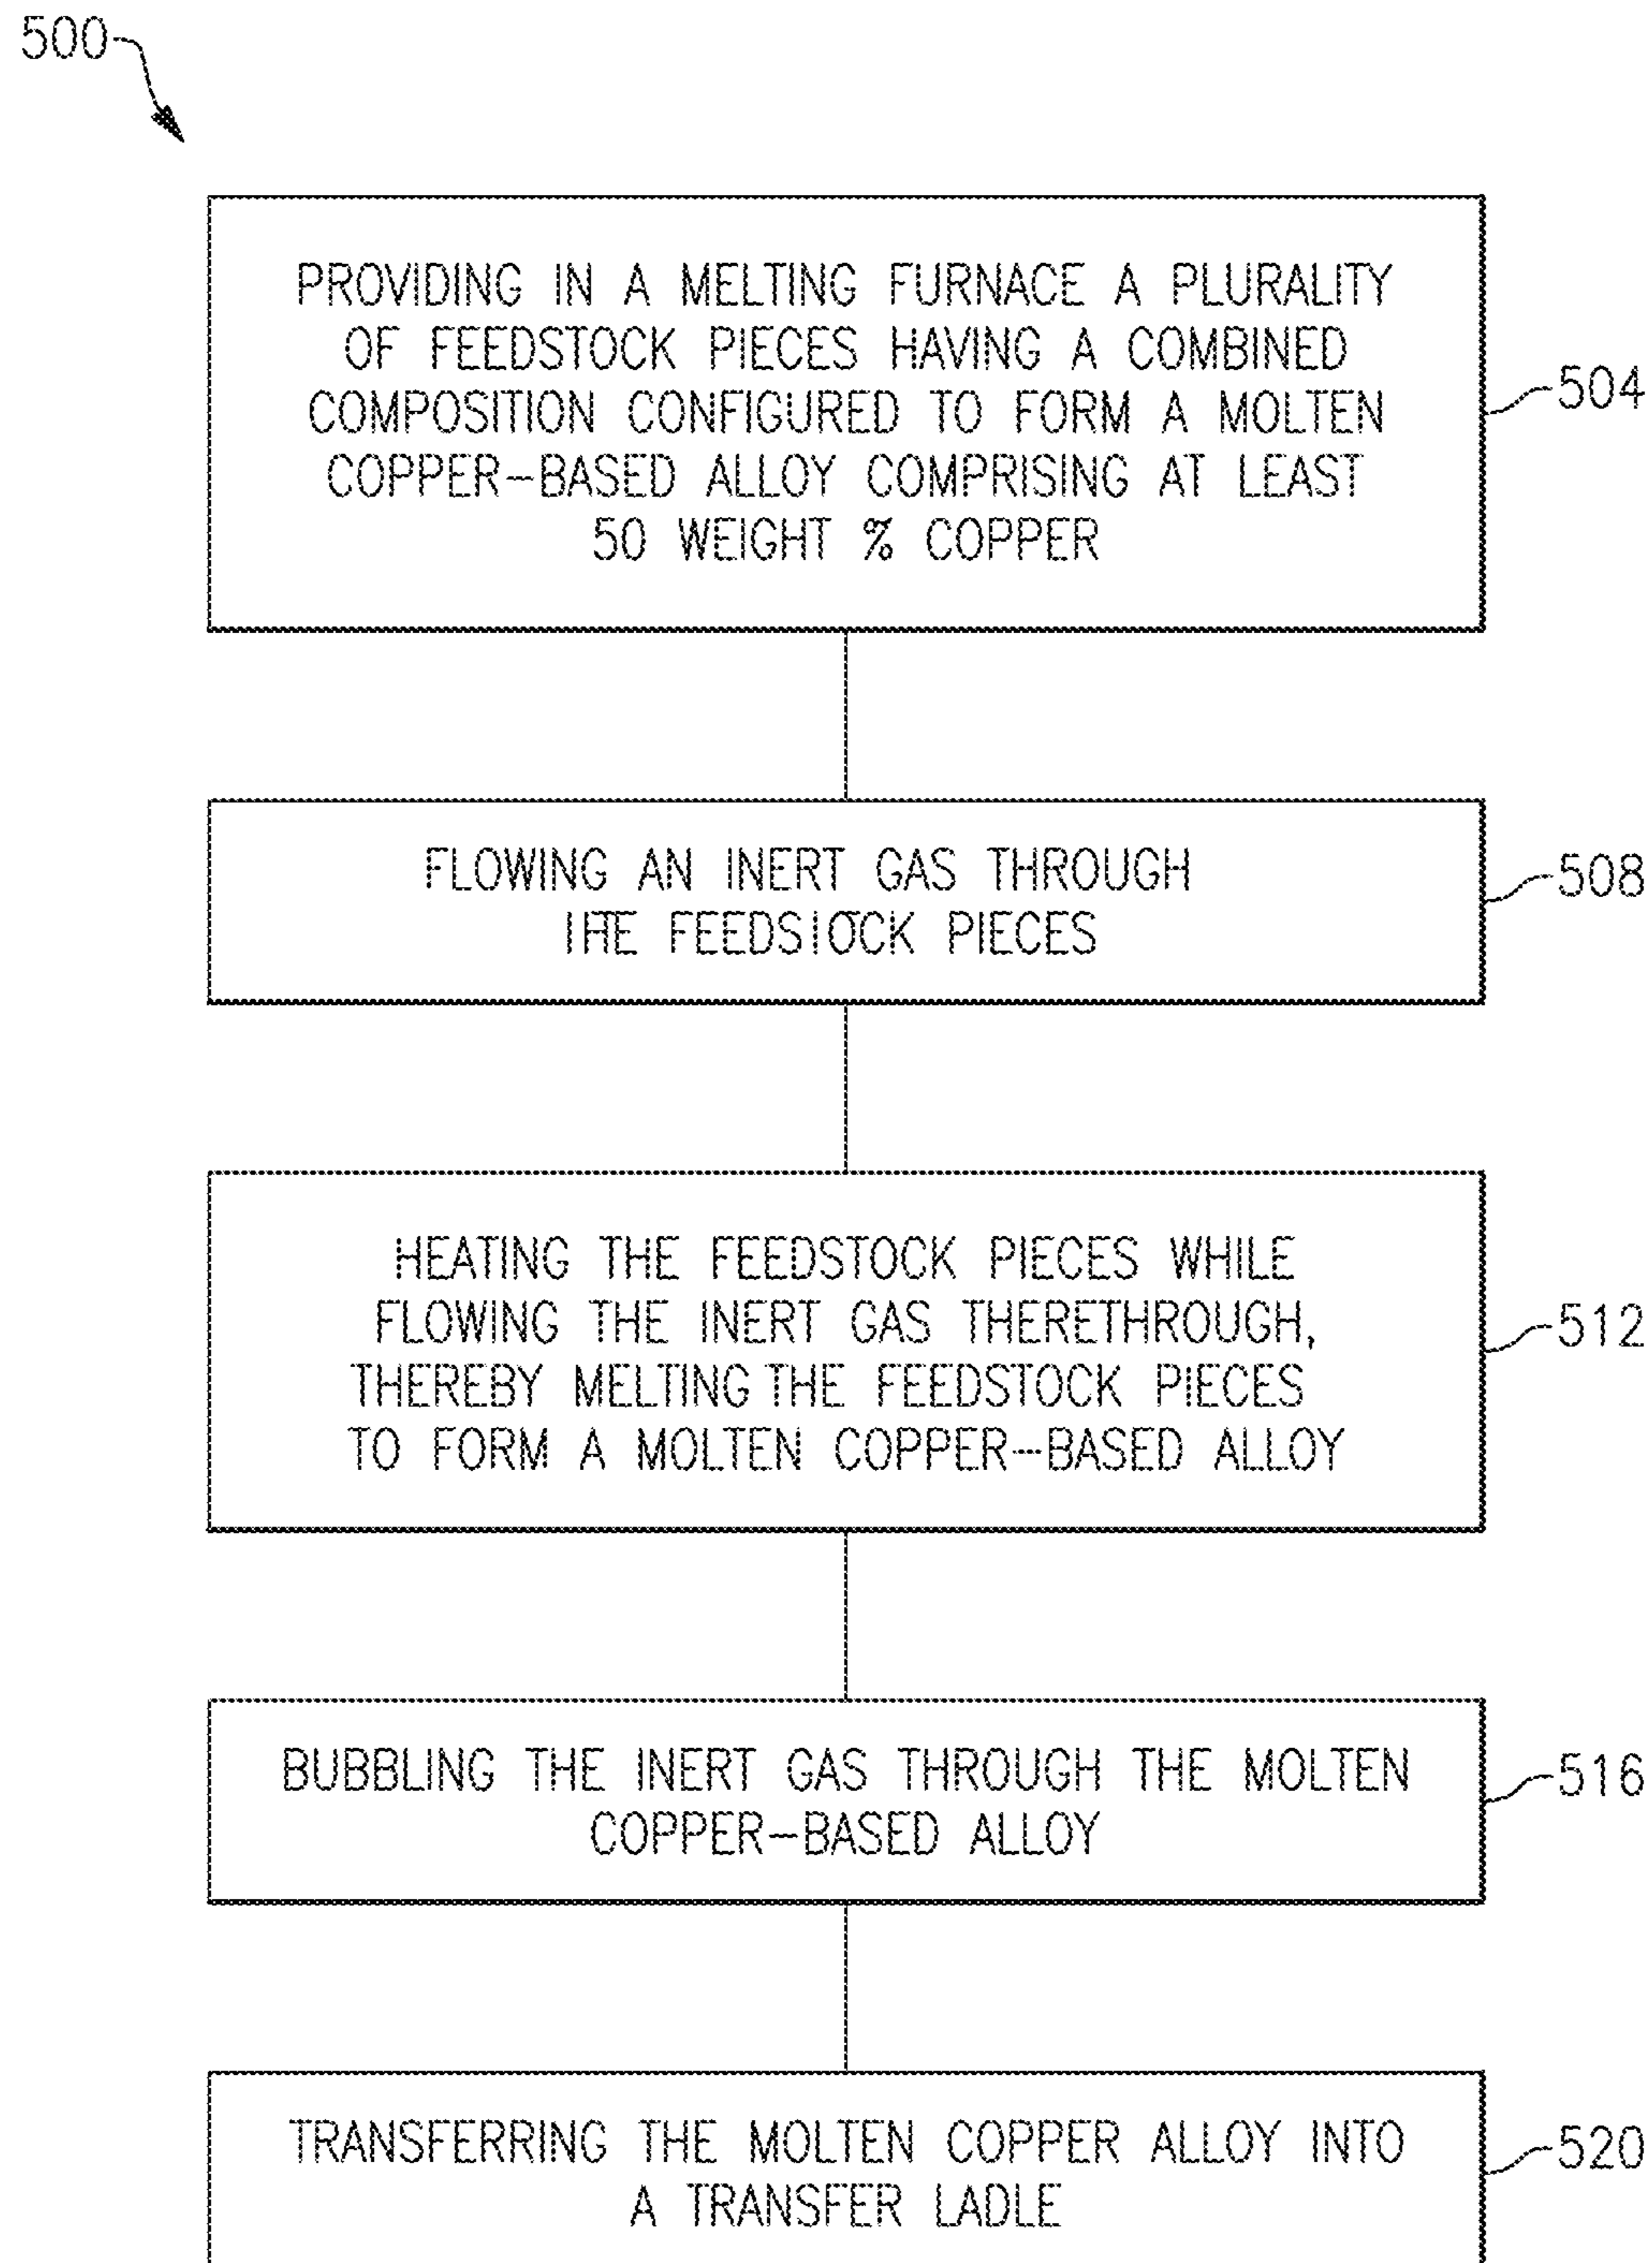 500
PROVIDING IN A MELTING FURNACE A PLURALITY
OF FEEDSTOCK PIECES HAVING A COMBINED
COMPOSITION CONFIGURED TO FORM A MOLTEN
COPPER-BASED ALLOY COMPRISING AT LEAST
50 WEIGHT % COPPER
504
FLOWING AN INERT GAS THROUGH
THE FEEDSTOCK PIECES
508
HEATING THE FEEDSTOCK PIECES WHILE
FLOWING THE INERT GAS THERETHROUGH,
THEREBY MELTING THE FEEDSTOCK PIECES
TO FORM A MOLTEN COPPER-BASED ALLOY
512
BUBBLING THE INERT GAS THROUGH THE MOLTEN
COPPER-BASED ALLOY
516
TRANSFERRING THE MOLTEN COPPER ALLOY INTO
A TRANSFER LADLE
520